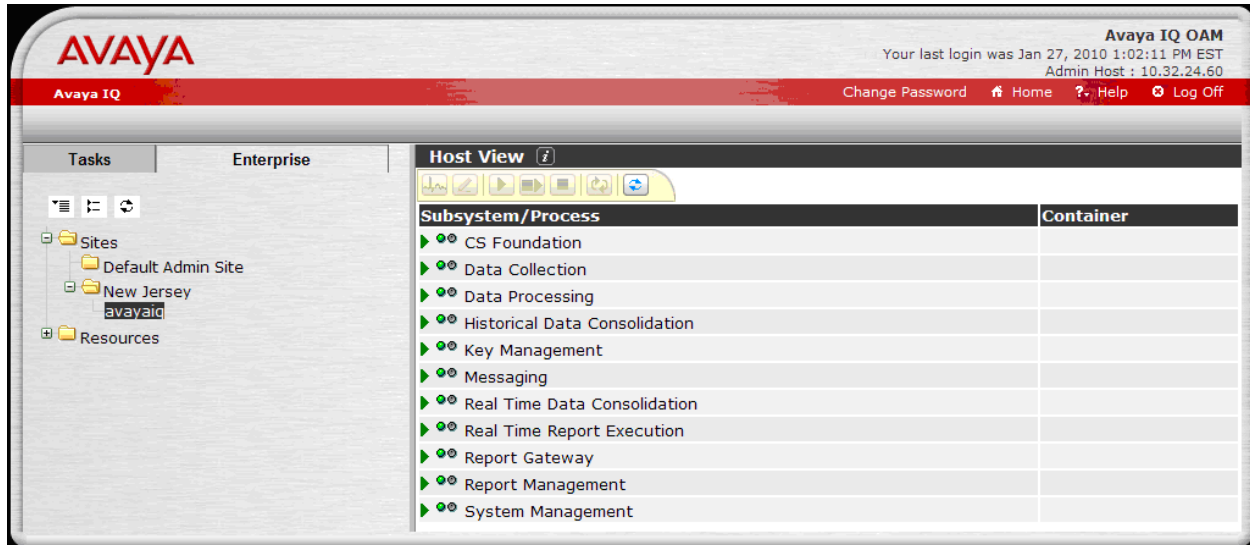 AVAYA
Avaya IQ OAM
Your last login was Jan 27, 2010 1:02:11 PM EST
Admin Host : 10.32.24.60
Avaya IQ
Change Password Home ? Help Log Off
Tasks Enterprise
Host View i
Subsystem/Process Container
Sites
Default Admin Site
New Jersey
avayaiq
Resources
CS Foundation
Data Collection
Data Processing
Historical Data Consolidation
Key Management
Messaging
Real Time Data Consolidation
Real Time Report Execution
Report Gateway
Report Management
System Management